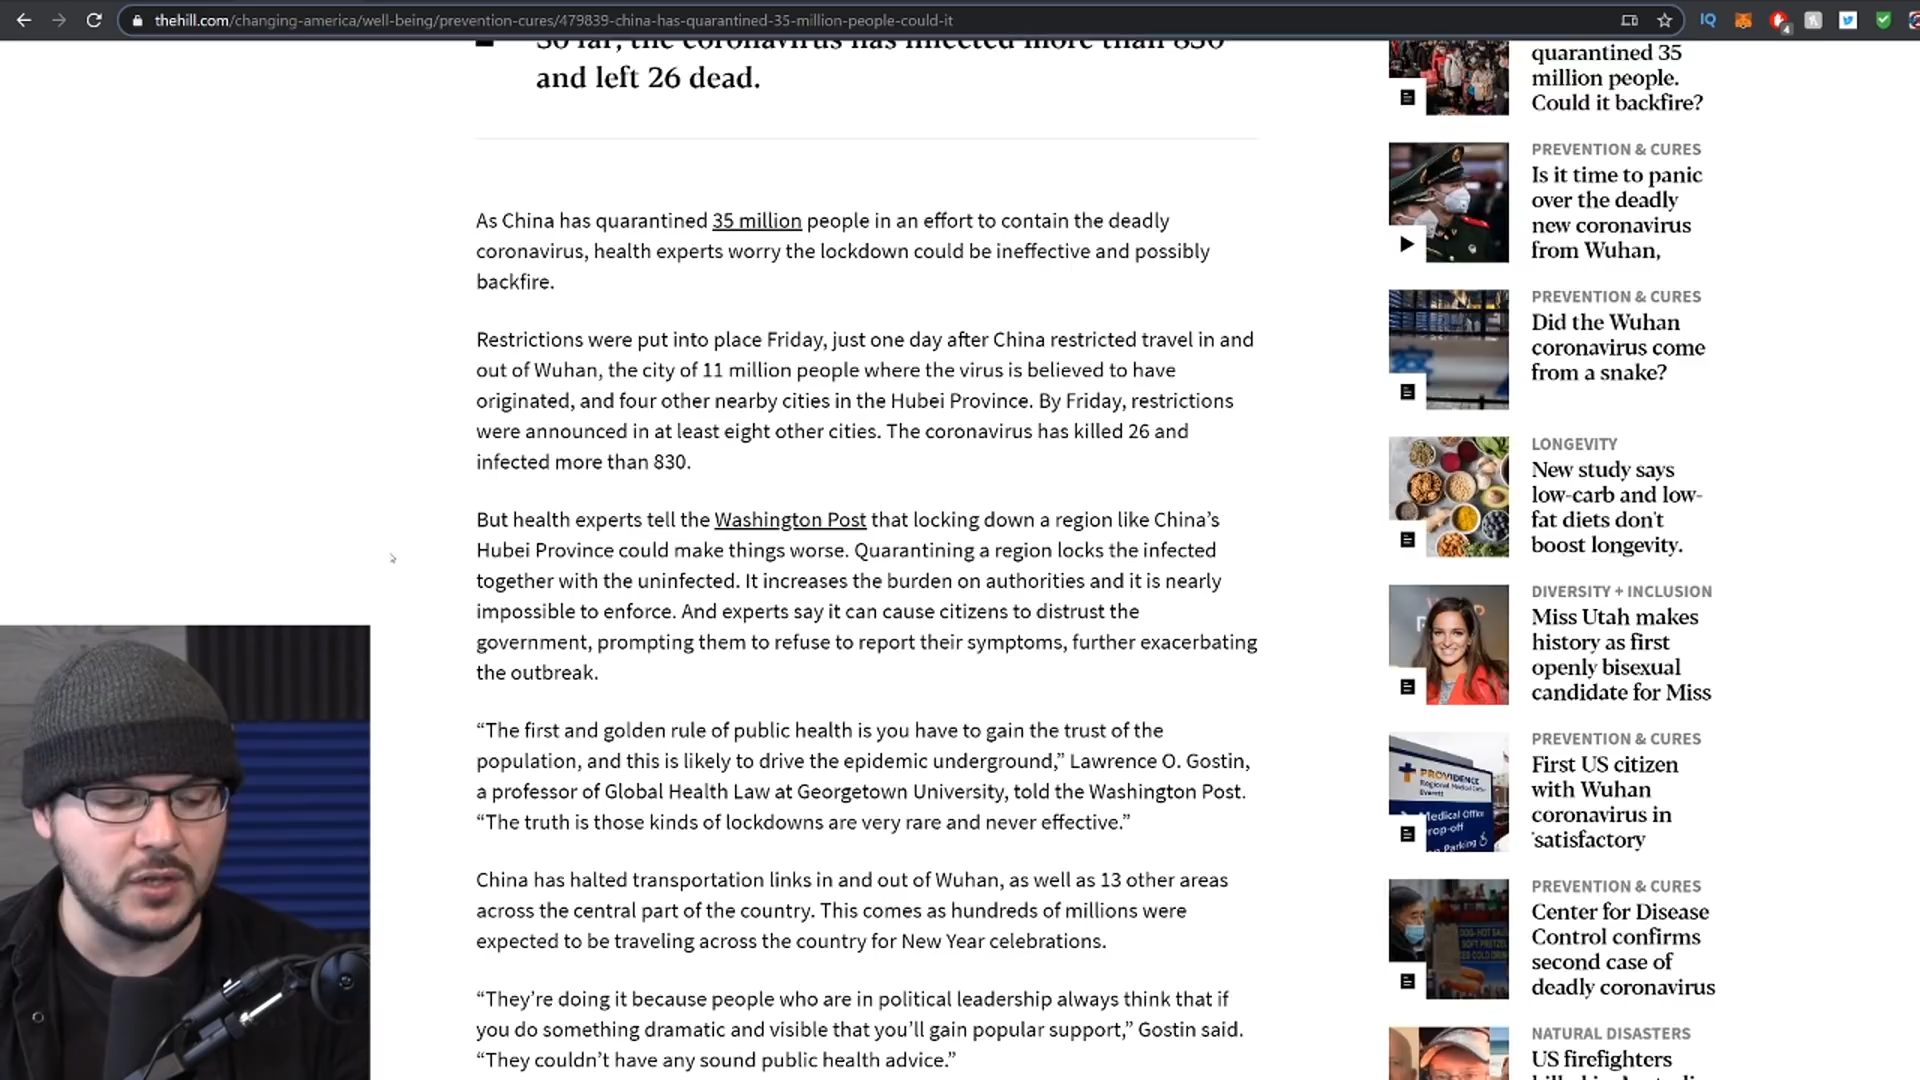 thehill.com/changing-america/well-being/prevention-cures/479839-china-has-quarantined-35-million-people-could-it
IQ
4
So far, the coronavirus has infected more than 830
and left 26 dead.
As China has quarantined 35 million people in an effort to contain the deadly
coronavirus, health experts worry the lockdown could be ineffective and possibly
backfire.
Restrictions were put into place Friday, just one day after China restricted travel in and
out of Wuhan, the city of 11 million people where the virus is believed to have
originated, and four other nearby cities in the Hubei Province. By Friday, restrictions
were announced in at least eight other cities. The coronavirus has killed 26 and
infected more than 830.
But health experts tell the Washington Post that locking down a region like China’s
Hubei Province could make things worse. Quarantining a region locks the infected
together with the uninfected. It increases the burden on authorities and it is nearly
impossible to enforce. And experts say it can cause citizens to distrust the
government, prompting them to refuse to report their symptoms, further exacerbating
the outbreak.
“The first and golden rule of public health is you have to gain the trust of the
population, and this is likely to drive the epidemic underground,” Lawrence O. Gostin,
a professor of Global Health Law at Georgetown University, told the Washington Post.
“The truth is those kinds of lockdowns are very rare and never effective.”
China has halted transportation links in and out of Wuhan, as well as 13 other areas
across the central part of the country. This comes as hundreds of millions were
expected to be traveling across the country for New Year celebrations.
“They’re doing it because people who are in political leadership always think that if
you do something dramatic and visible that you’ll gain popular support,” Gostin said.
“They couldn’t have any sound public health advice.”
quarantined 35
million people.
Could it backfire?
PREVENTION & CURES
Is it time to panic
over the deadly
new coronavirus
from Wuhan,
PREVENTION & CURES
Did the Wuhan
coronavirus come
from a snake?
LONGEVITY
New study says
low-carb and low-
fat diets don't
boost longevity.
DIVERSITY + INCLUSION
Miss Utah makes
history as first
openly bisexual
candidate for Miss
PREVENTION & CURES
First US citizen
with Wuhan
coronavirus in
'satisfactory
PROVIDENCE
Regional Medical
Everett
Medical Office
Drop-off
Parking
PREVENTION & CURES
Center for Disease
Control confirms
second case of
deadly coronavirus
NATURAL DISASTERS
US firefighters